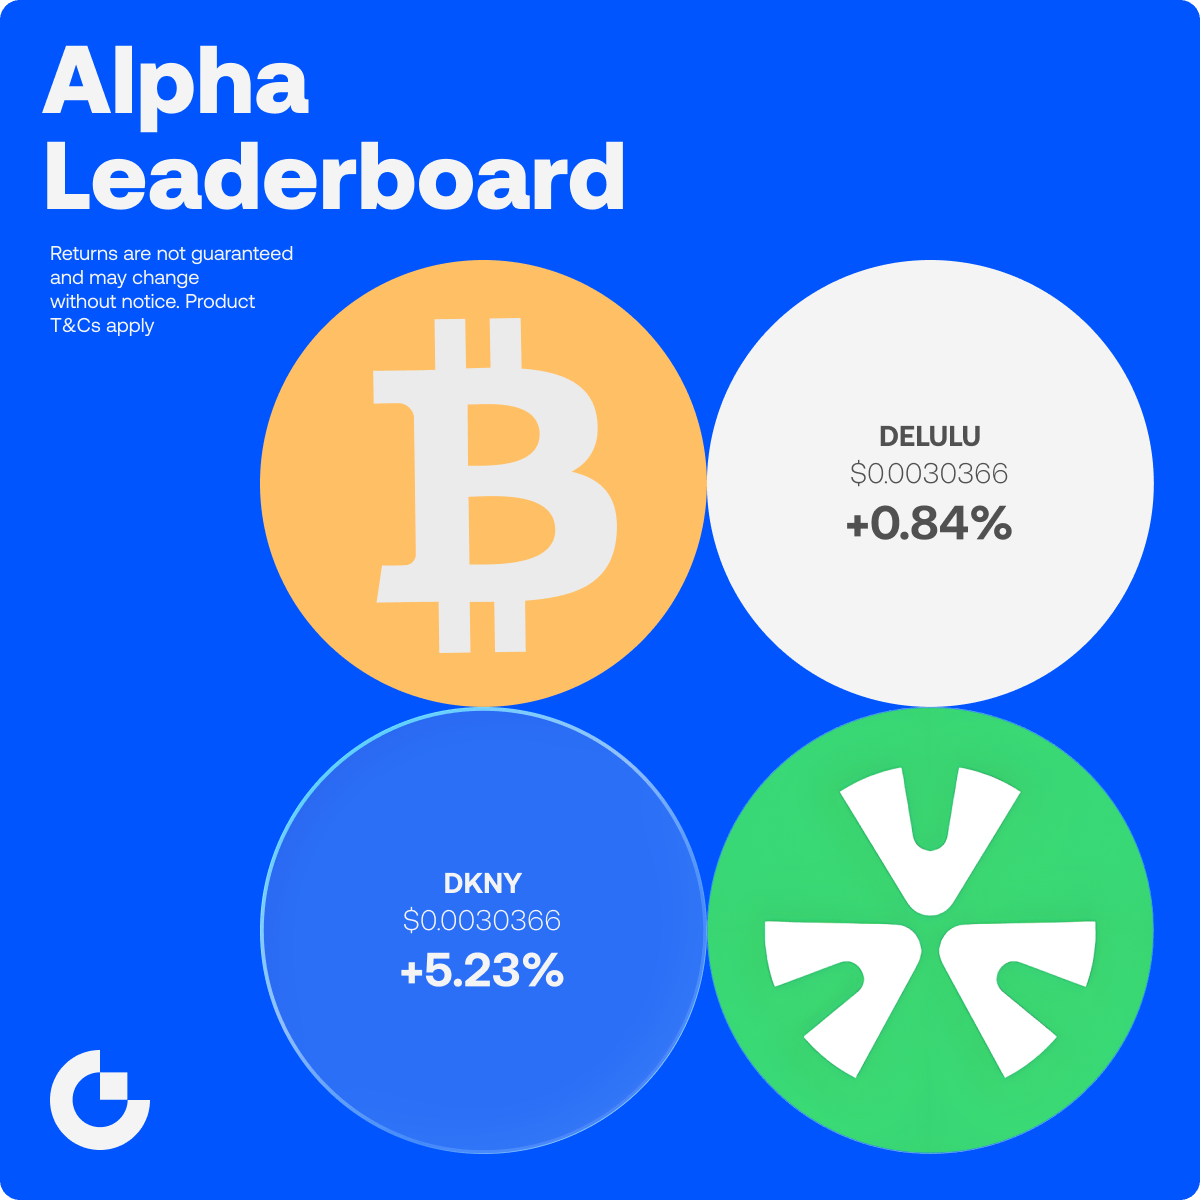 Alpha
Leaderboard
Returns are not guaranteed
and may change
without notice. Product
T&Cs apply
DELULU
$0.0030366
+0.84%
DKNY
$0.0030366
+5.23%